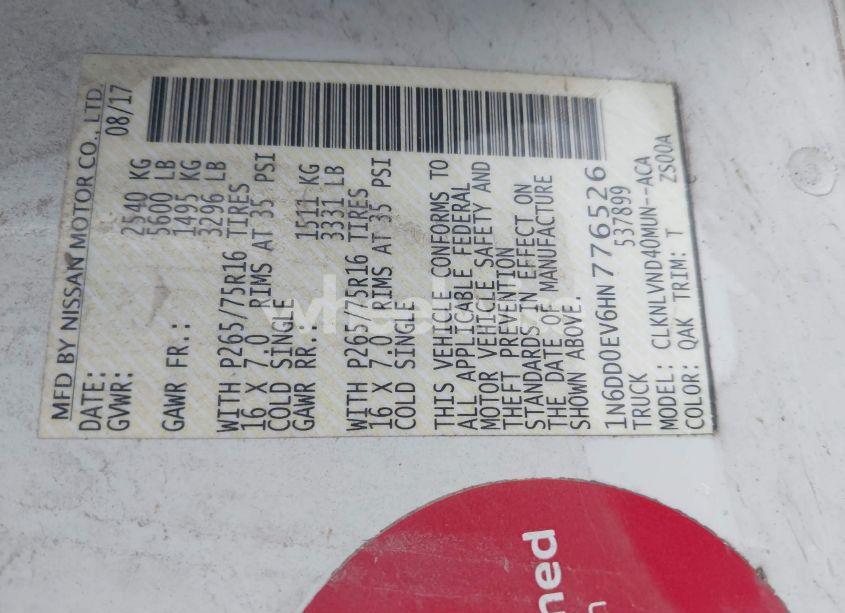 MFD BY NISSAN MOTOR CO., LTD.
DATE: 08/17
GVWR: 2540 KG
5600 LB
GAWR FR.: 1495 KG
3296 LB
WITH P265/75R16 TIRES
16 X 7.0 RIMS AT 35 PSI
COLD SINGLE
GAWR RR.: 1511 KG
3331 LB
WITH P265/75R16 TIRES
16 X 7.0 RIMS AT 35 PSI
COLD SINGLE
THIS VEHICLE CONFORMS TO
ALL APPLICABLE FEDERAL
MOTOR VEHICLE SAFETY AND
THEFT PREVENTION
STANDARDS IN EFFECT ON
THE DATE OF MANUFACTURE
SHOWN ABOVE.
1N6DD0EV6HN776526
TRUCK 537899
MODEL: CLKNLVND40MUN--ACA
COLOR: QAK TRIM: T ZS00A
ned